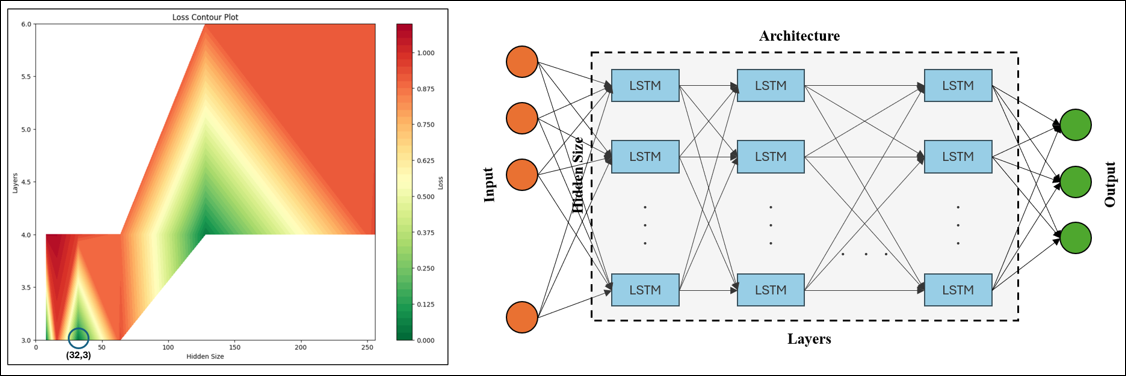 Loss Contour Plot
6.0
5.5
5.0
4.5
4.0
3.5
3.0
Layers
0
50
100
150
200
250
(32,3)
Hidden Size
1.000
0.875
0.750
0.625
0.500
0.375
0.250
0.125
0.000
Loss
Architecture
Input
Hidden Size
LSTM LSTM LSTM
LSTM LSTM LSTM
LSTM LSTM LSTM
Output
Layers